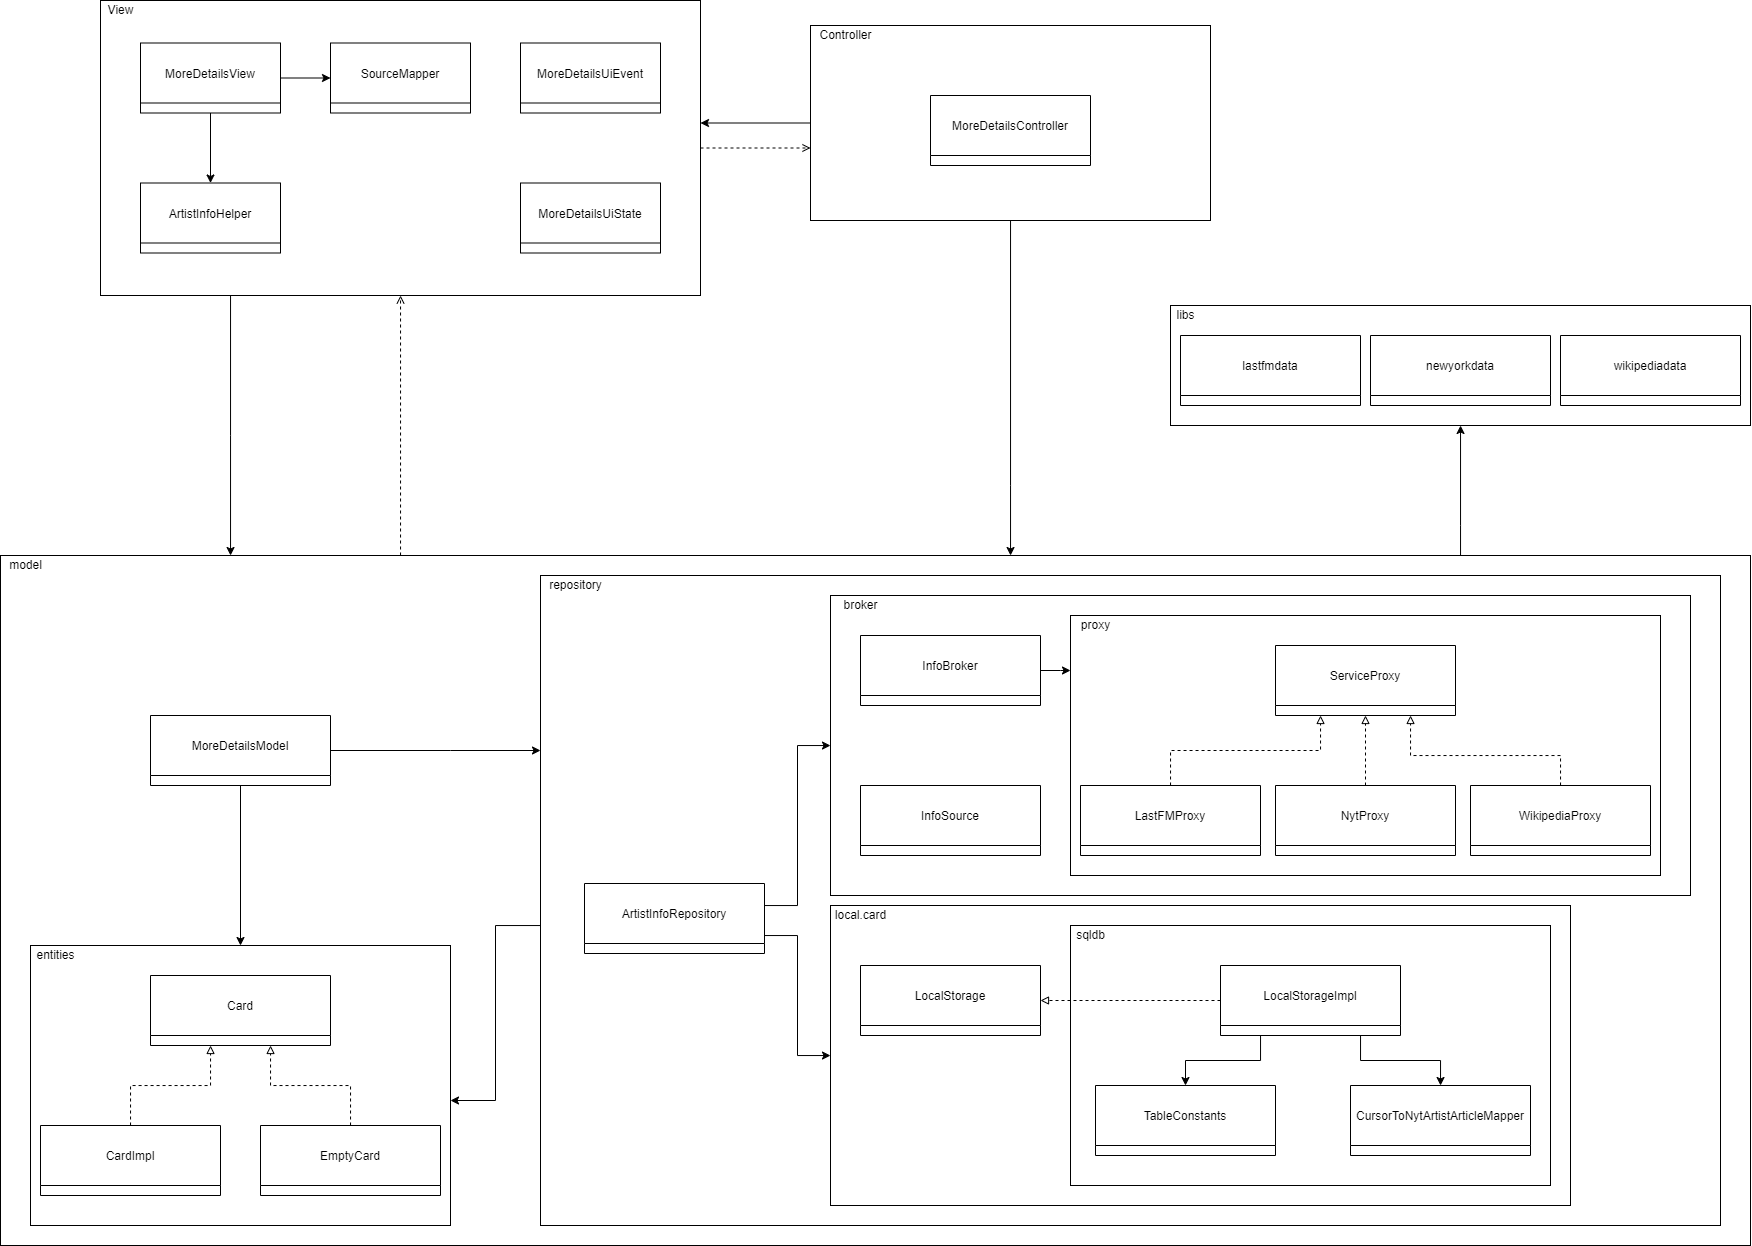 View
MoreDetailsView
SourceMapper
MoreDetailsUiEvent
ArtistInfoHelper
MoreDetailsUiState
Controller
MoreDetailsController
libs
lastfmdata
newyorkdata
wikipediadata
model
MoreDetailsModel
entities
Card
CardImpl
EmptyCard
repository
ArtistInfoRepository
broker
InfoBroker
InfoSource
proxy
ServiceProxy
LastFMProxy
NytProxy
WikipediaProxy
local.card
LocalStorage
sqldb
LocalStorageImpl
TableConstants
CursorToNytArtistArticleMapper